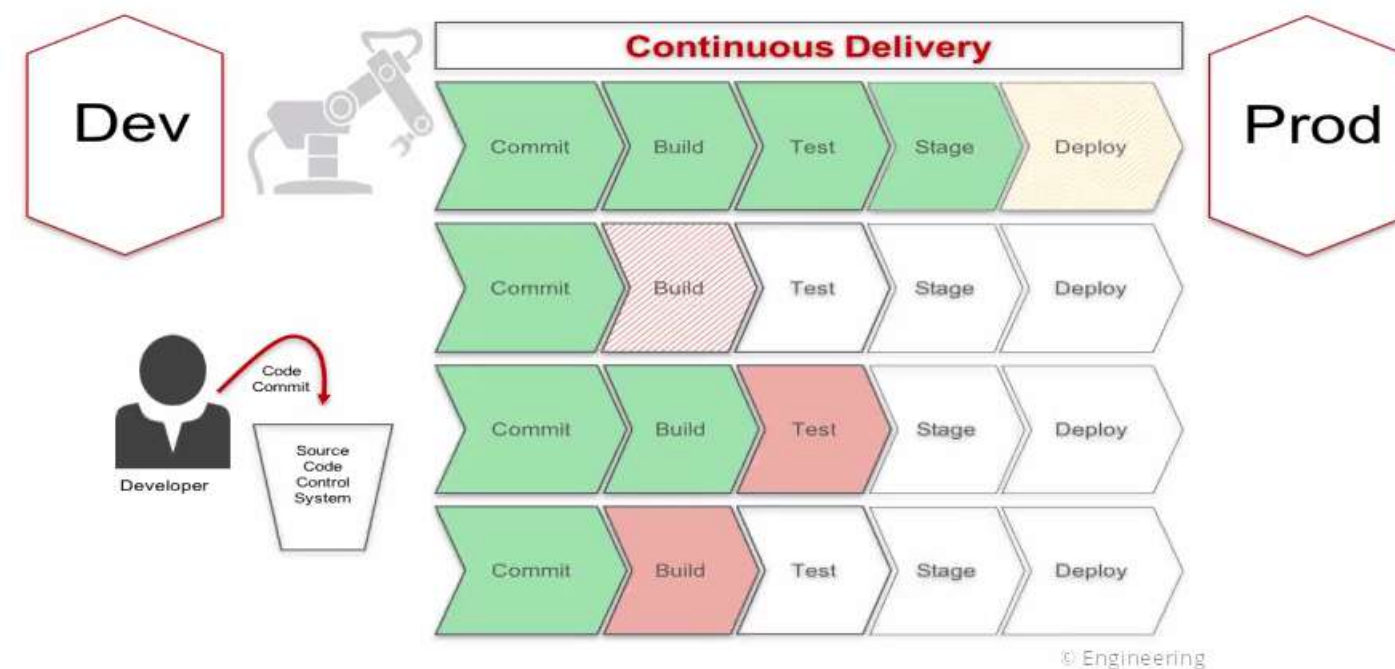 Continuous Delivery
Dev
Prod
Commit
Build
Test
Stage
Deploy
Commit
Build
Test
Stage
Deploy
Code
Commit
Developer
Source
Code
Control
System
Commit
Build
Test
Stage
Deploy
Commit
Build
Test
Stage
Deploy
© Engineering